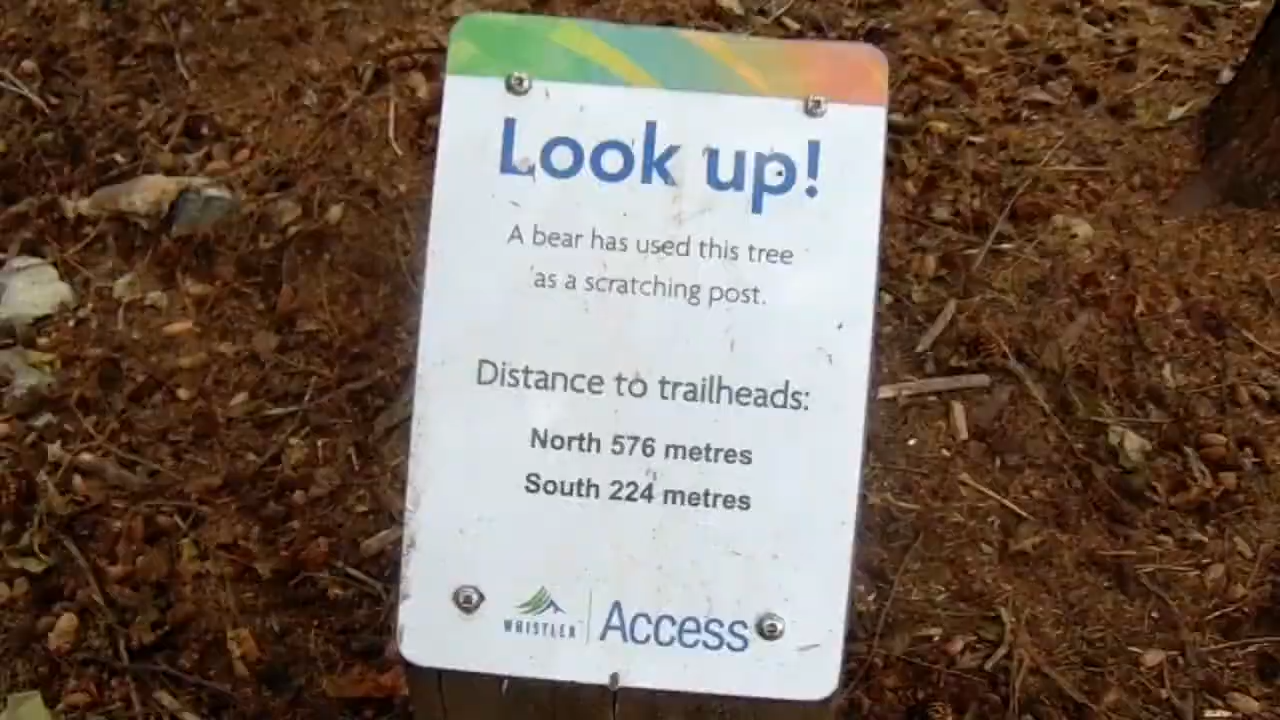 Look up!
A bear has used this tree
as a scratching post.
Distance to trailheads:
North 576 metres
South 224 metres
WHISTLER
Access